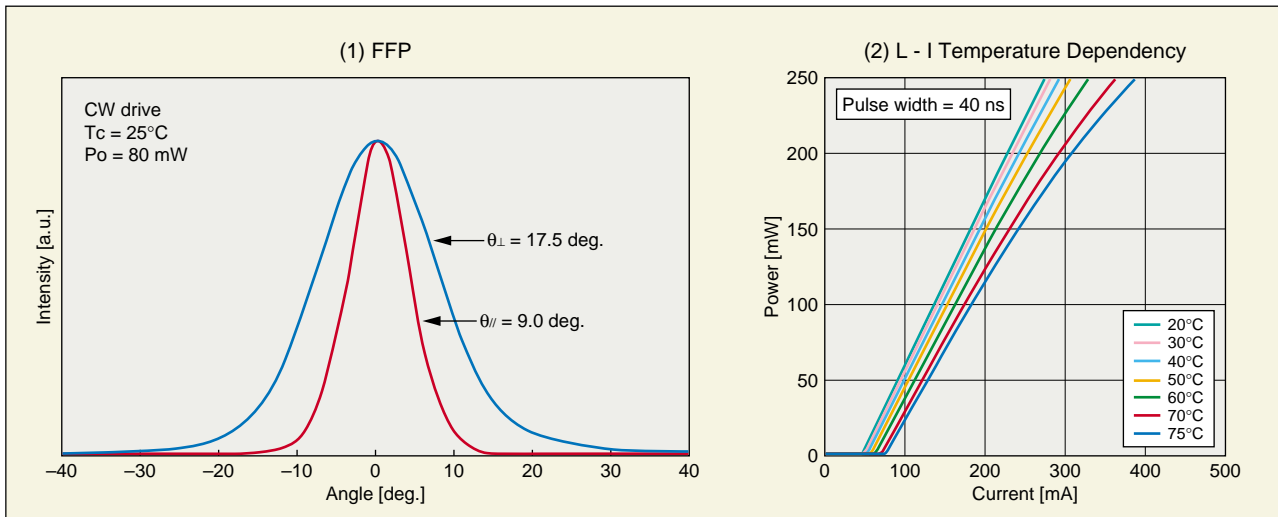 (1) FFP
CW drive
Tc = 25°C
Po = 80 mW
θ⊥ = 17.5 deg.
θ// = 9.0 deg.
Intensity [a.u.]
–40 –30 –20 –10 0 10 20 30 40
Angle [deg.]
(2) L - I Temperature Dependency
Pulse width = 40 ns
250
200
150
100
50
0
Power [mW]
20°C
30°C
40°C
50°C
60°C
70°C
75°C
0 100 200 300 400 500
Current [mA]